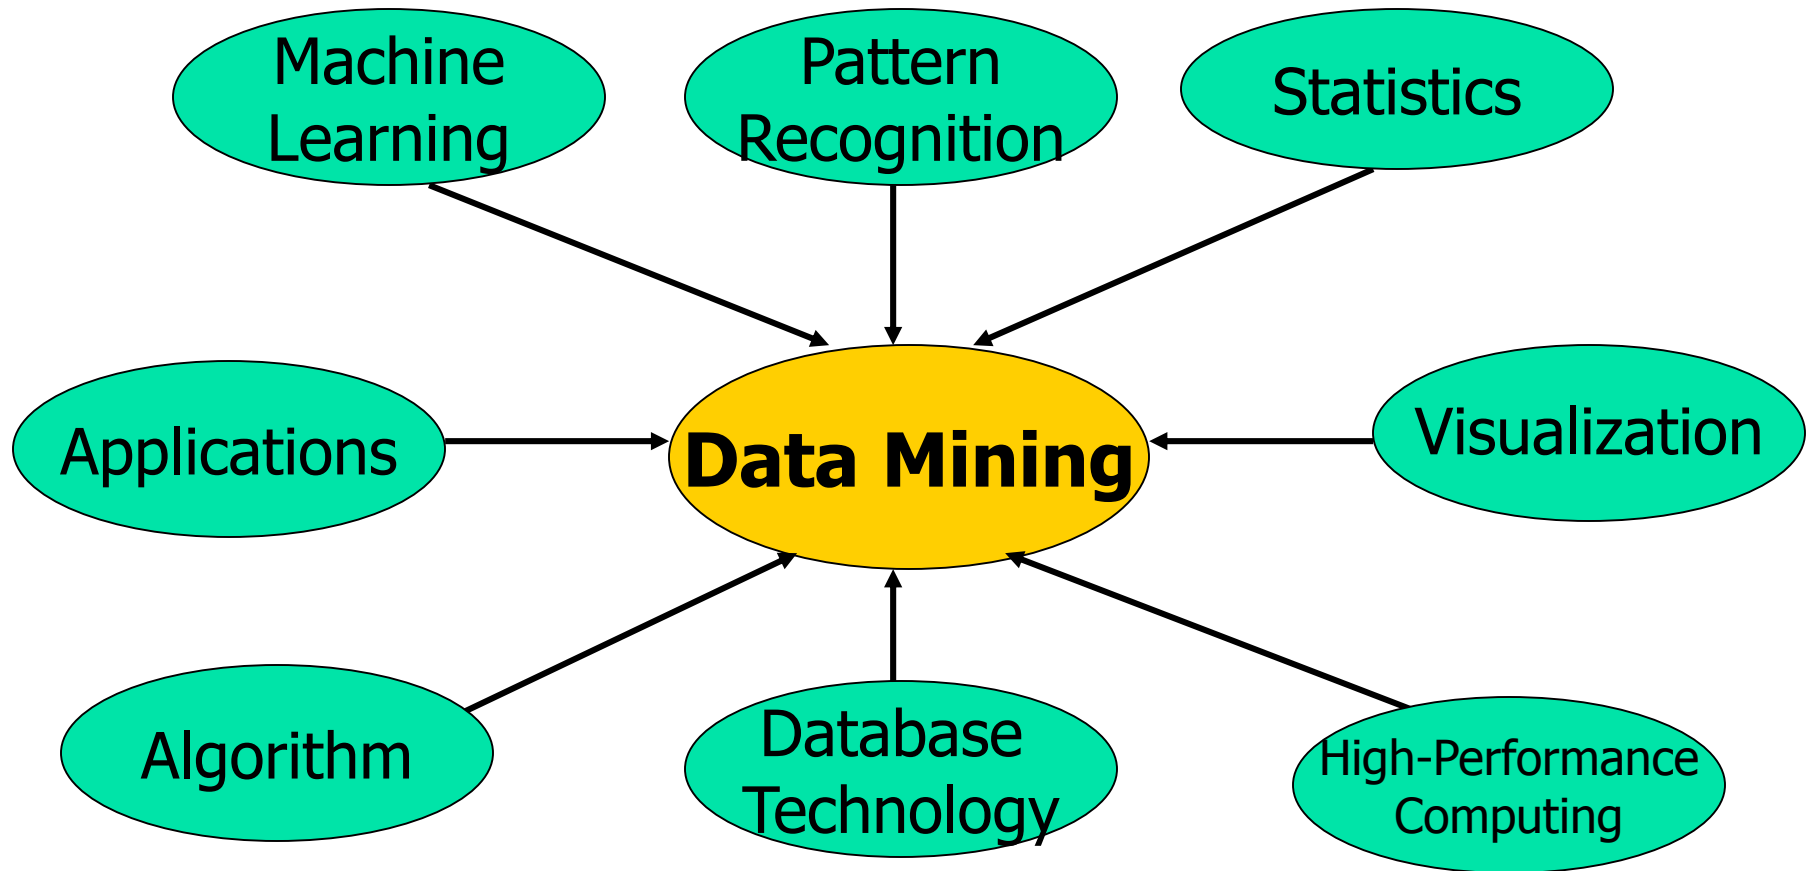 Machine
Learning
Pattern
Recognition
Statistics
Applications
Data Mining
Visualization
Algorithm
Database
Technology
High-Performance
Computing